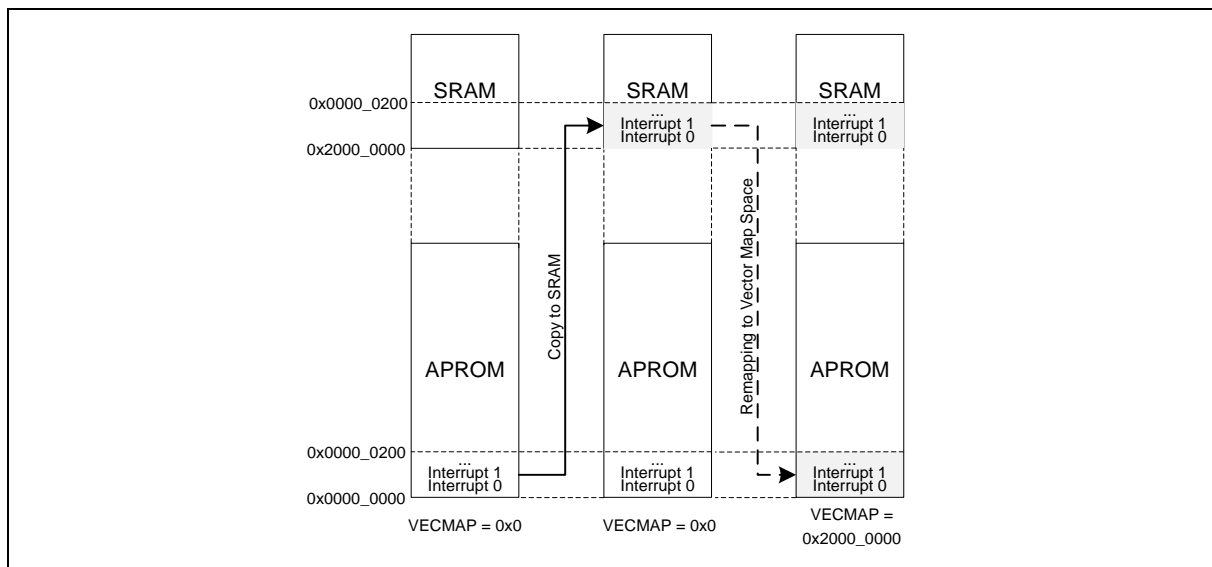 SRAM
SRAM
SRAM
0x0000_0200
...
Interrupt 1
Interrupt 0
...
Interrupt 1
Interrupt 0
0x2000_0000
Copy to SRAM
Remapping to Vector Map Space
APROM
APROM
APROM
0x0000_0200
...
Interrupt 1
Interrupt 0
...
Interrupt 1
Interrupt 0
...
Interrupt 1
Interrupt 0
0x0000_0000
VECMAP = 0x0
VECMAP = 0x0
VECMAP =
0x2000_0000